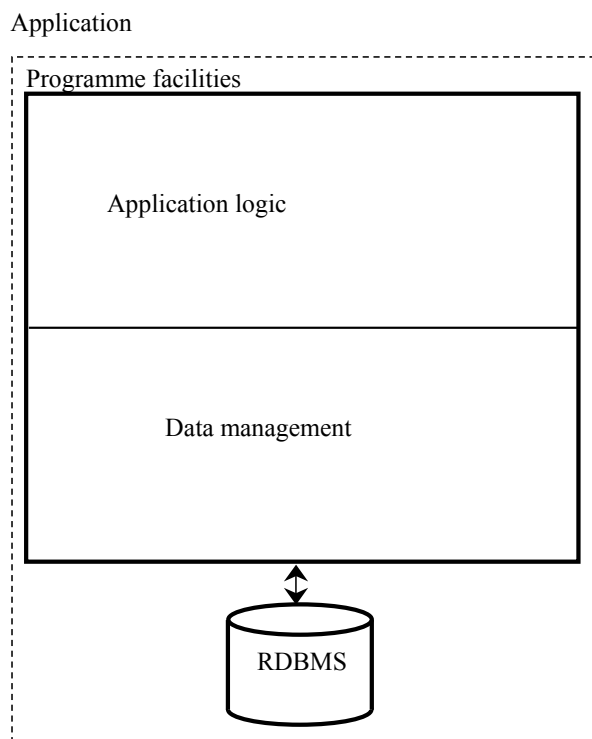 Application
Programme facilities
Application logic
Data management
RDBMS